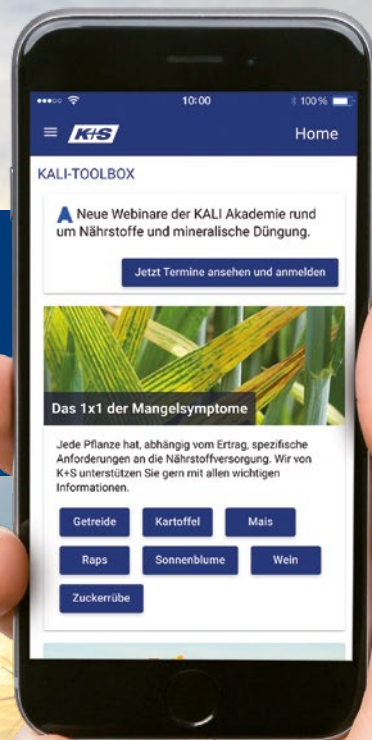 10:00
100 %
K+S
Home
KALI-TOOLBOX
A Neue Webinare der KALI Akademie rund
um Nährstoffe und mineralische Düngung.
Jetzt Termine ansehen und anmelden
Das 1x1 der Mangelsymptome
Jede Pflanze hat, abhängig vom Ertrag, spezifische
Anforderungen an die Nährstoffversorgung. Wir von
K+S unterstützen Sie gern mit allen wichtigen
Informationen.
Getreide
Kartoffel
Mais
Raps
Sonnenblume
Wein
Zuckerrübe